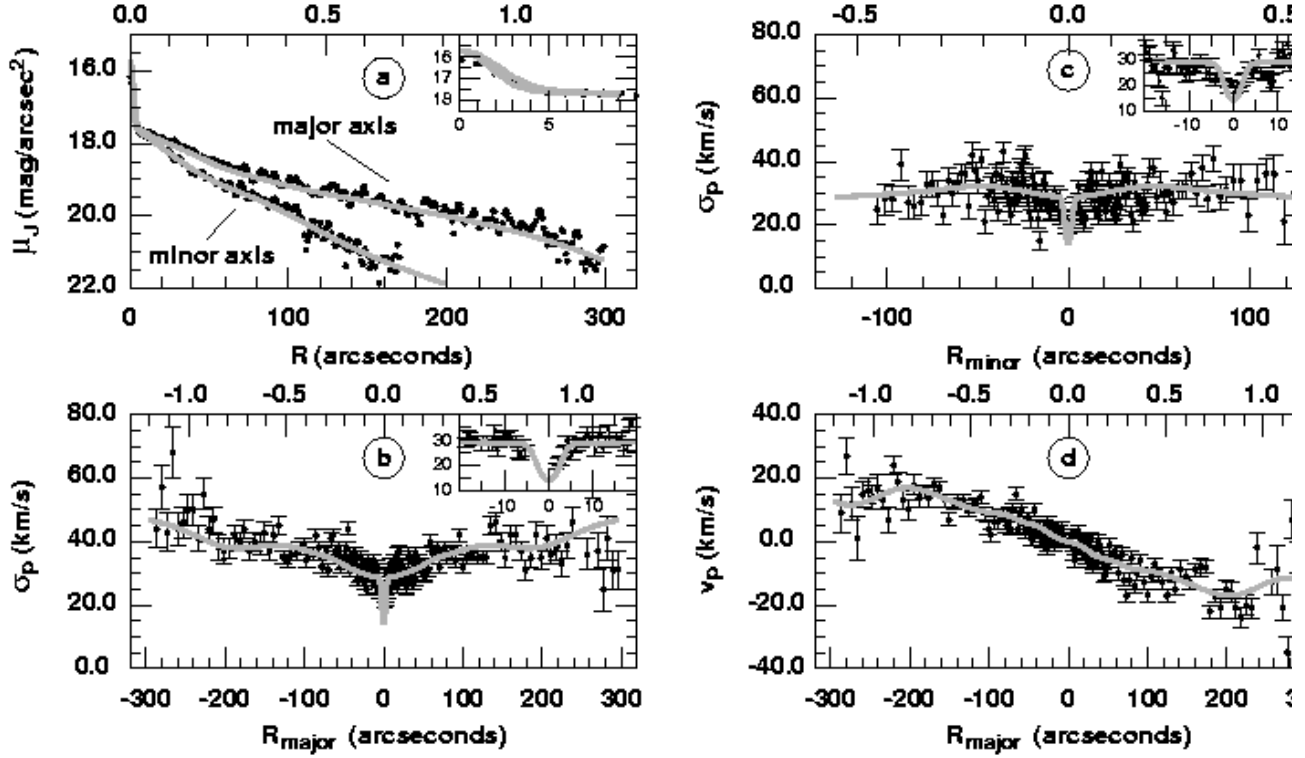 0.0 0.5 1.0
μJ (mag/arcsec²)
16.0
18.0
20.0
22.0
a
16
17
18
0 5
major axis
minor axis
0 100 200 300
R (arcseconds)
-0.5 0.0
σp (km/s)
80.0
60.0
40.0
20.0
0.0
c
30
20
10
-10 0 10
-100 0 100
Rminor (arcseconds)
-1.0 -0.5 0.0 0.5 1.0
σp (km/s)
80.0
60.0
40.0
20.0
0.0
b
30
20
10
10 0 10
-300 -200 -100 0 100 200 300
Rmajor (arcseconds)
-1.0 -0.5 0.0 0.5 1.0
vp (km/s)
40.0
20.0
0.0
-20.0
-40.0
d
-300 -200 -100 0 100 200
Rmajor (arcseconds)